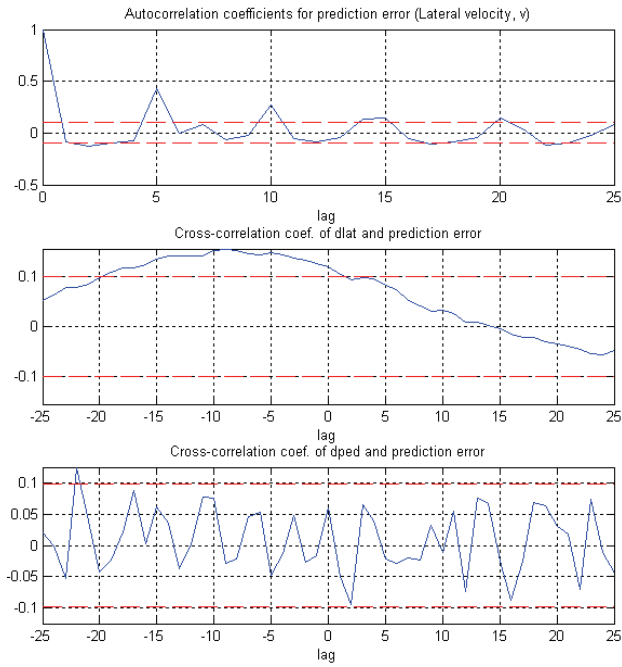 Autocorrelation coefficients for prediction error (Lateral velocity, v)
1
0.5
0
-0.5
0 5 10 15 20 25
lag
Cross-correlation coef. of dlat and prediction error
0.1
0
-0.1
-25 -20 -15 -10 -5 0 5 10 15 20 25
lag
Cross-correlation coef. of dped and prediction error
0.1
0.05
0
-0.05
-0.1
-25 -20 -15 -10 -5 0 5 10 15 20 25
lag